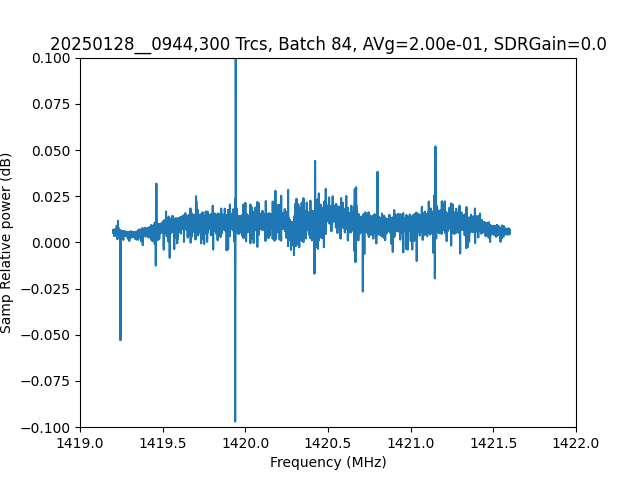 20250128__0944,300 Trcs, Batch 84, AVg=2.00e-01, SDRGain=0.0
0.100
0.075
0.050
0.025
0.000
−0.025
−0.050
−0.075
−0.100
Samp Relative power (dB)
1419.0 1419.5 1420.0 1420.5 1421.0 1421.5 1422.0
Frequency (MHz)